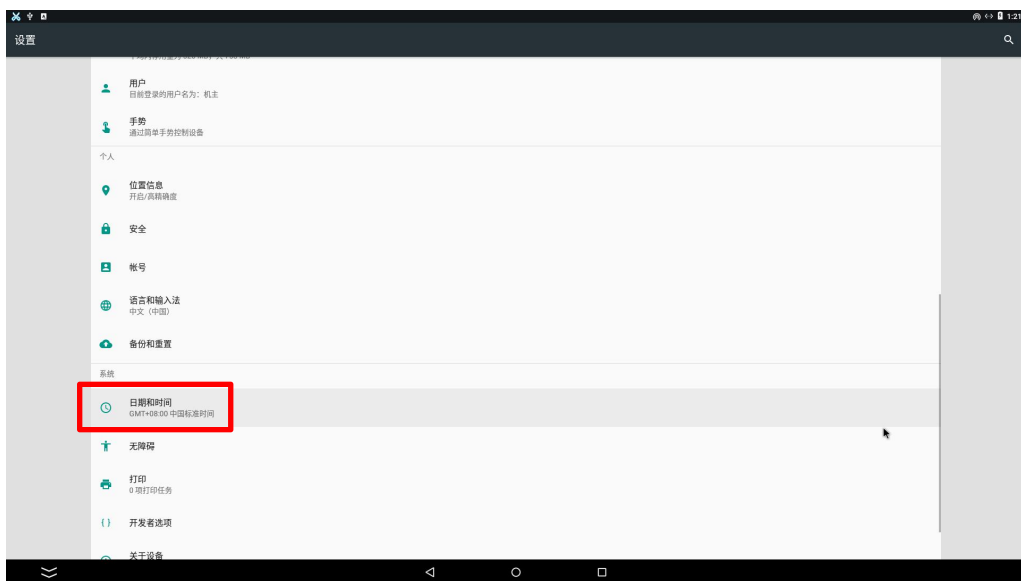 1:21
设置
用户
目前登录的用户名为：机主
手势
通过简单手势控制设备
个人
位置信息
开启/高精确度
安全
帐号
语言和输入法
中文（中国）
备份和重置
系统
日期和时间
GMT+08:00 中国标准时间
无障碍
打印
0 项打印任务
开发者选项
关于设备